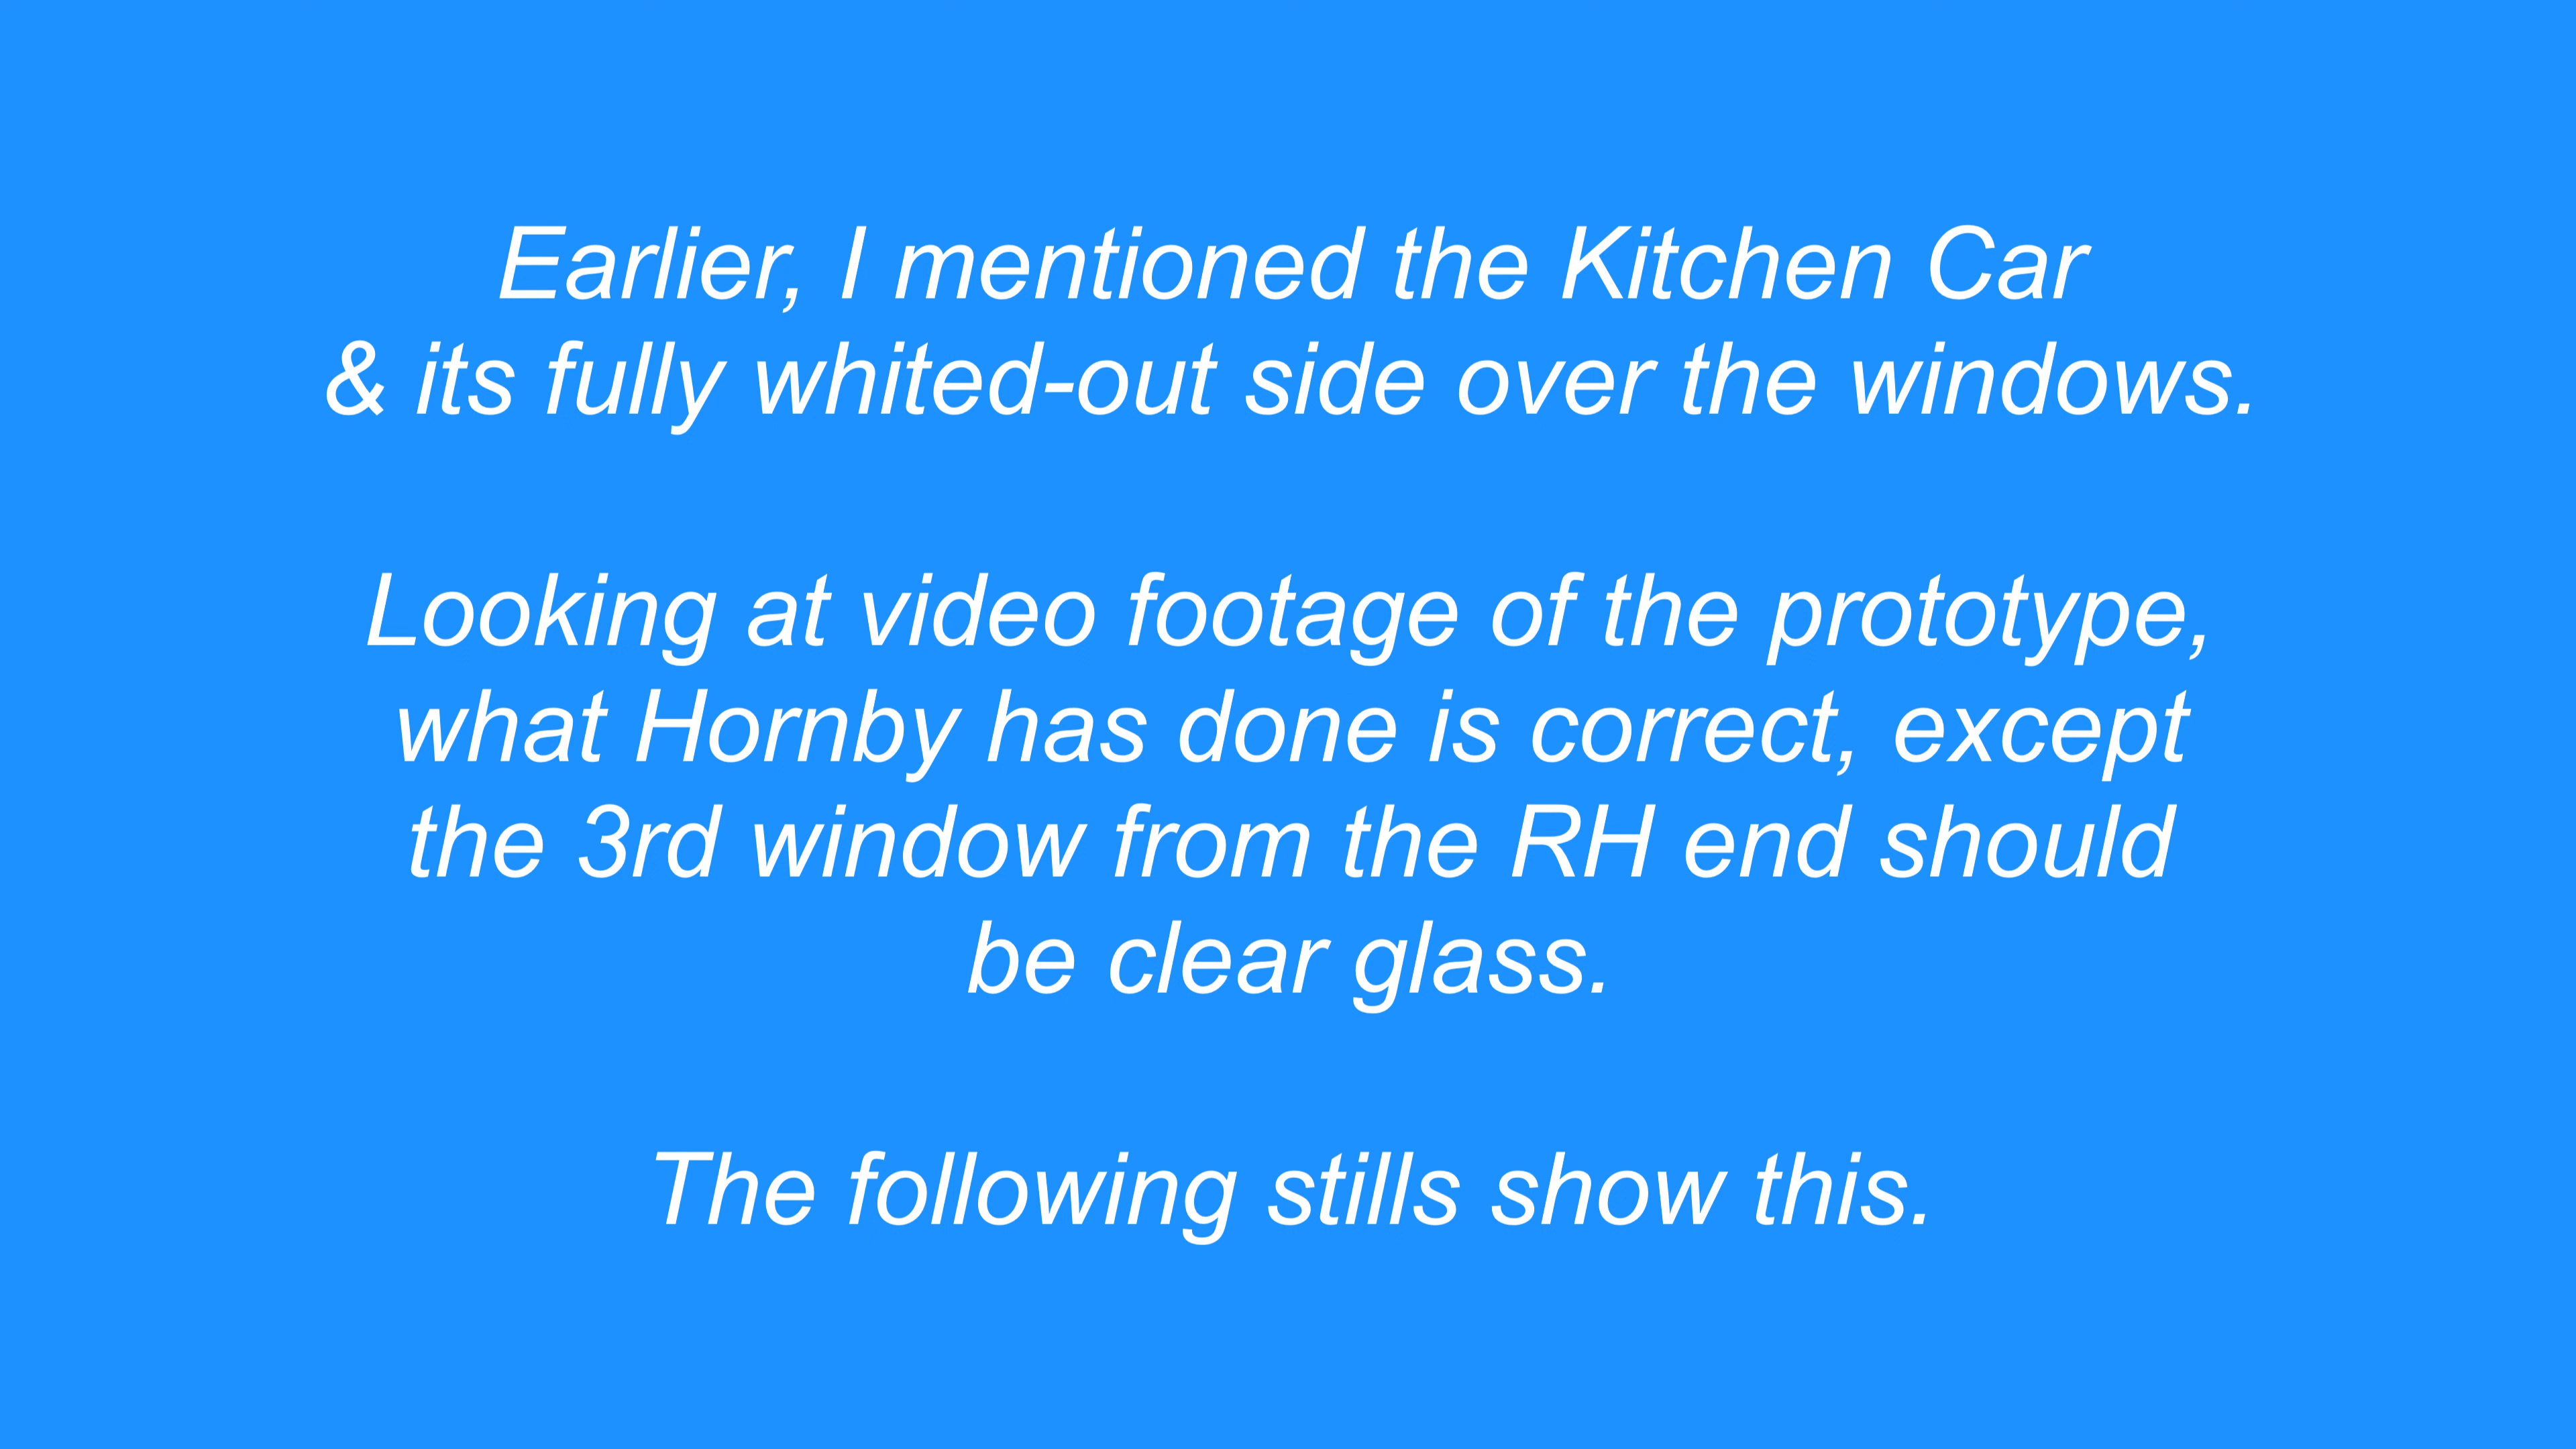 Earlier, I mentioned the Kitchen Car
& its fully whited-out side over the windows.
Looking at video footage of the prototype,
what Hornby has done is correct, except
the 3rd window from the RH end should
be clear glass.
The following stills show this.